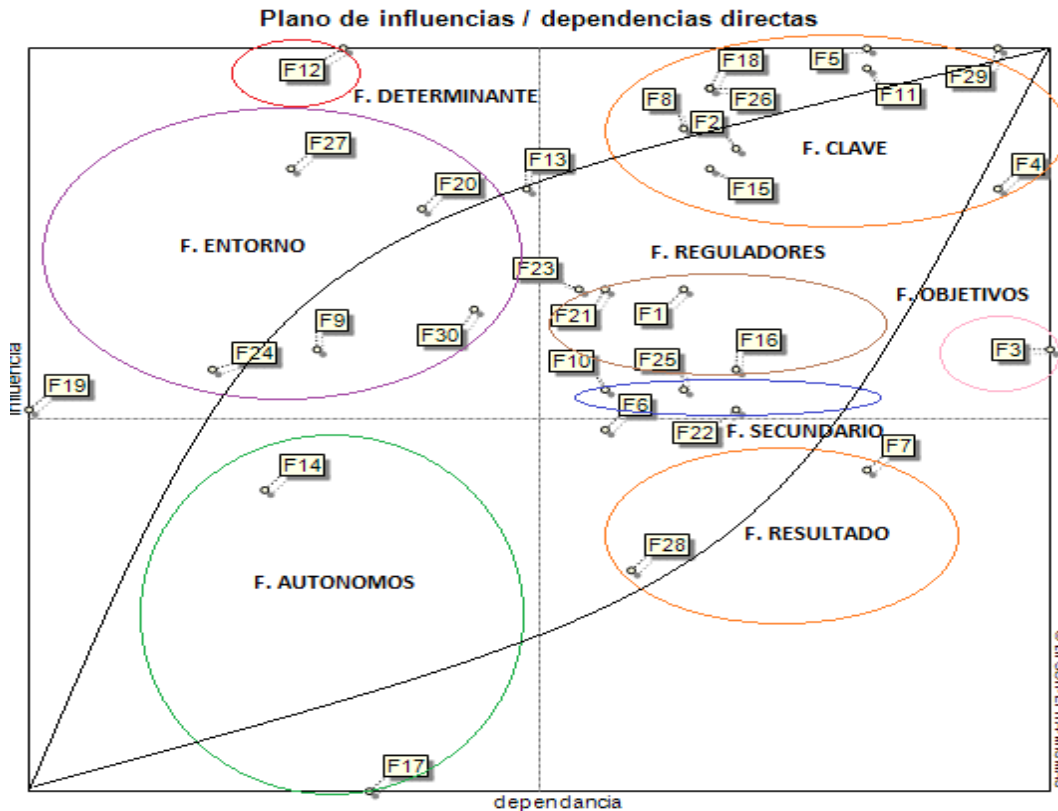 Plano de influencias / dependencias directas
F12
F18
F5
F29
F26
F11
F8
F2
F. DETERMINANTE
F. CLAVE
F27
F13
F4
F20
F15
F. ENTORNO
F. REGULADORES
F23
F. OBJETIVOS
F21
F1
F9
F30
F24
F10
F25
F16
F3
F19
influencia
F6
F22
F. SECUNDARIO
F7
F14
F28
F. RESULTADO
F. AUTONOMOS
F17
dependancia